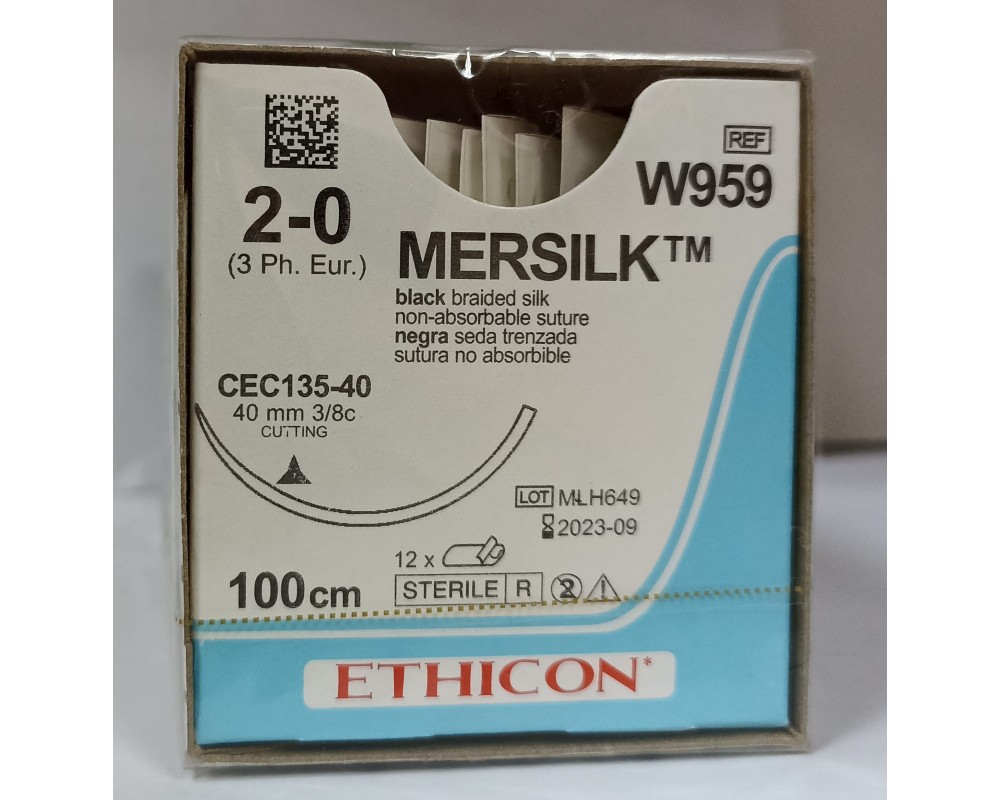 REF
W959
2-0
(3 Ph. Eur.)
MERSILK™
black braided silk
non-absorbable suture
negra seda trenzada
sutura no absorbible
CEC135-40
40 mm 3/8c
CUTTING
LOT MLH649
2023-09
12 x
100cm
STERILE R 2
ETHICON*